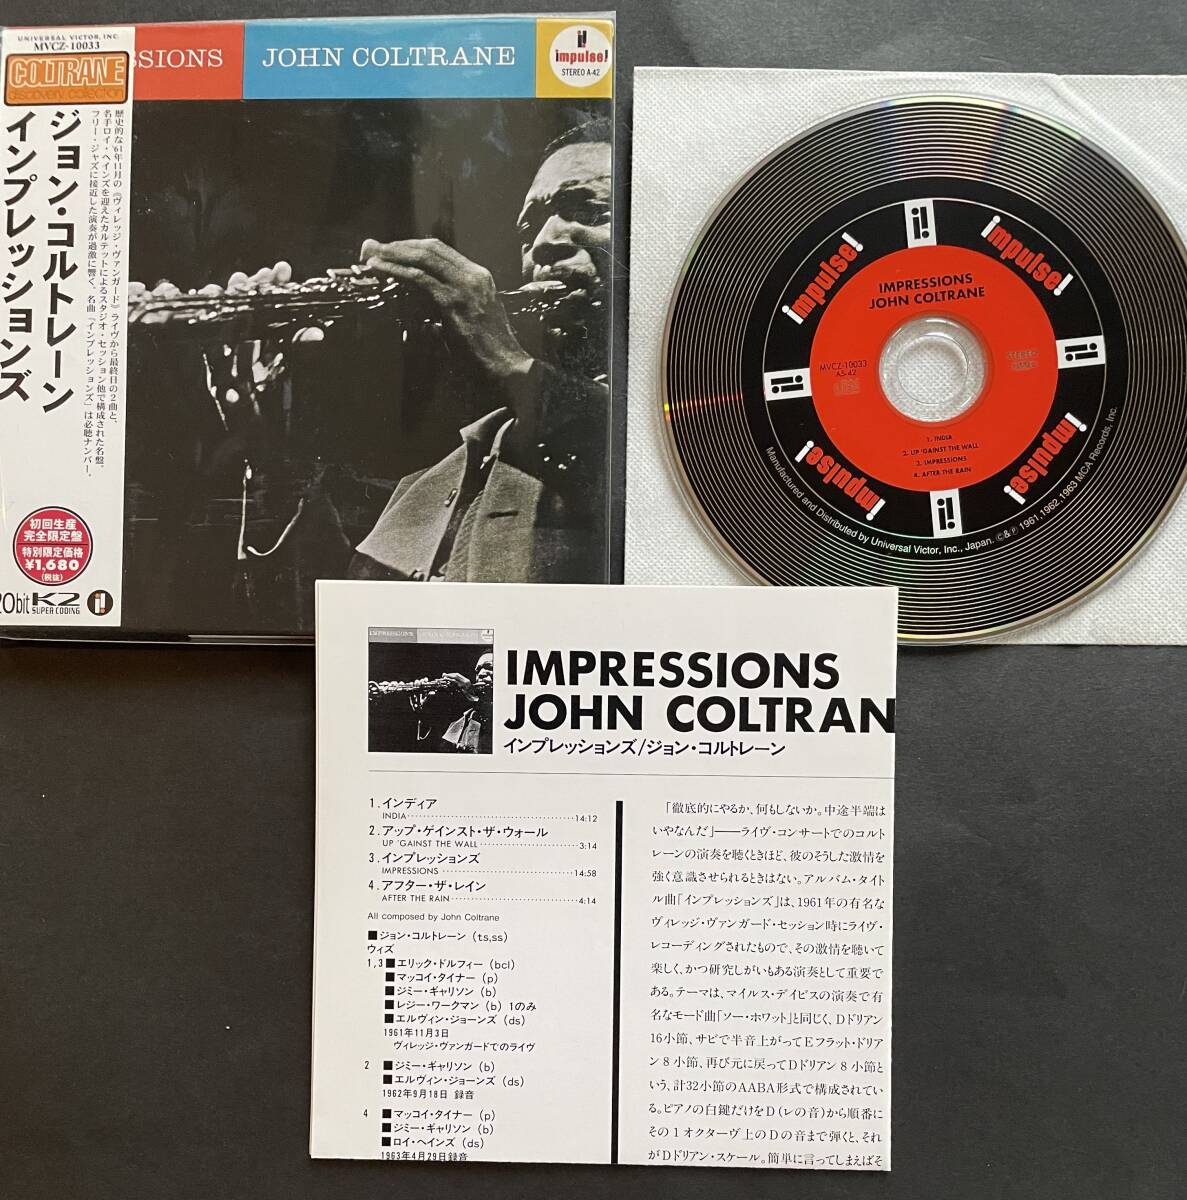 UNIVERSAL VICTOR, INC.
MVCZ-10033
COLTRANE
discovery collection
ジョン・コルトレーン
インプレッションズ
歴史的な'61年11月の《ヴィレッジ・ヴァンガード》ライヴから最終日の2曲と、
名手ロイ・ヘインズを迎えたカルテットによるスタジオ・セッション他で構成された名盤。
フリー・ジャズに接近した演奏が過激に響く、名曲「インプレッションズ」は必聴ナンバー。
初回生産
完全限定盤
特別限定価格
¥1,680
(税抜)
20bit K2
SUPER CODING
SSIONS
JOHN COLTRANE
impulse!
STEREO A-42
impulse!
impulse!
impulse!
impulse!
IMPRESSIONS
JOHN COLTRANE
MVCZ-10033
AS-42
STEREO
1. INDIA
2. UP 'GAINST THE WALL
3. IMPRESSIONS
4. AFTER THE RAIN
Manufactured and Distributed by Universal Victor, Inc., Japan. ©&℗ 1961,1962,1963 MCA Records, Inc.
IMPRESSIONS JOHN COLTRANE
IMPRESSIONS
JOHN COLTRAN
インプレッションズ/ジョン・コルトレーン
1.インディア
INDIA 14:12
2.アップ・ゲインスト・ザ・ウォール
UP 'GAINST THE WALL 3:14
3.インプレッションズ
IMPRESSIONS 14:58
4.アフター・ザ・レイン
AFTER THE RAIN 4:14
All composed by John Coltrane
■ジョン・コルトレーン (ts,ss)
ウィズ
1,3■エリック・ドルフィー (bcl)
■マッコイ・タイナー (p)
■ジミー・ギャリソン (b)
■レジー・ワークマン (b) 1のみ
■エルヴィン・ジョーンズ (ds)
1961年11月3日
ヴィレッジ・ヴァンガードでのライヴ
2 ■ジミー・ギャリソン (b)
■エルヴィン・ジョーンズ (ds)
1962年9月18日 録音
4 ■マッコイ・タイナー (p)
■ジミー・ギャリソン (b)
■ロイ・ヘインズ (ds)
1963年4月29日録音
「徹底的にやるか、何もしないか。中途半端は
いやなんだ」——ライヴ・コンサートでのコルト
レーンの演奏を聴くときほど、彼のそうした激情を
強く意識させられるときはない。アルバム・タイト
ル曲「インプレッションズ」は、1961年の有名な
ヴィレッジ・ヴァンガード・セッション時にライヴ・
レコーディングされたもので、その激情を聴いて
楽しく、かつ研究しがいもある演奏として重要で
ある。テーマは、マイルス・デイビスの演奏で有
名なモード曲「ソー・ホワット」と同じく、Dドリアン
16小節、サビで半音上がってEフラット・ドリア
ン8小節、再び元に戻ってDドリアン8小節と
いう、計32小節のAABA形式で構成されてい
る。ピアノの白鍵だけをD(レの音)から順番に
その1オクターヴ上のDの音まで弾くと、それ
がDドリアン・スケール。簡単に言ってしまえばそ